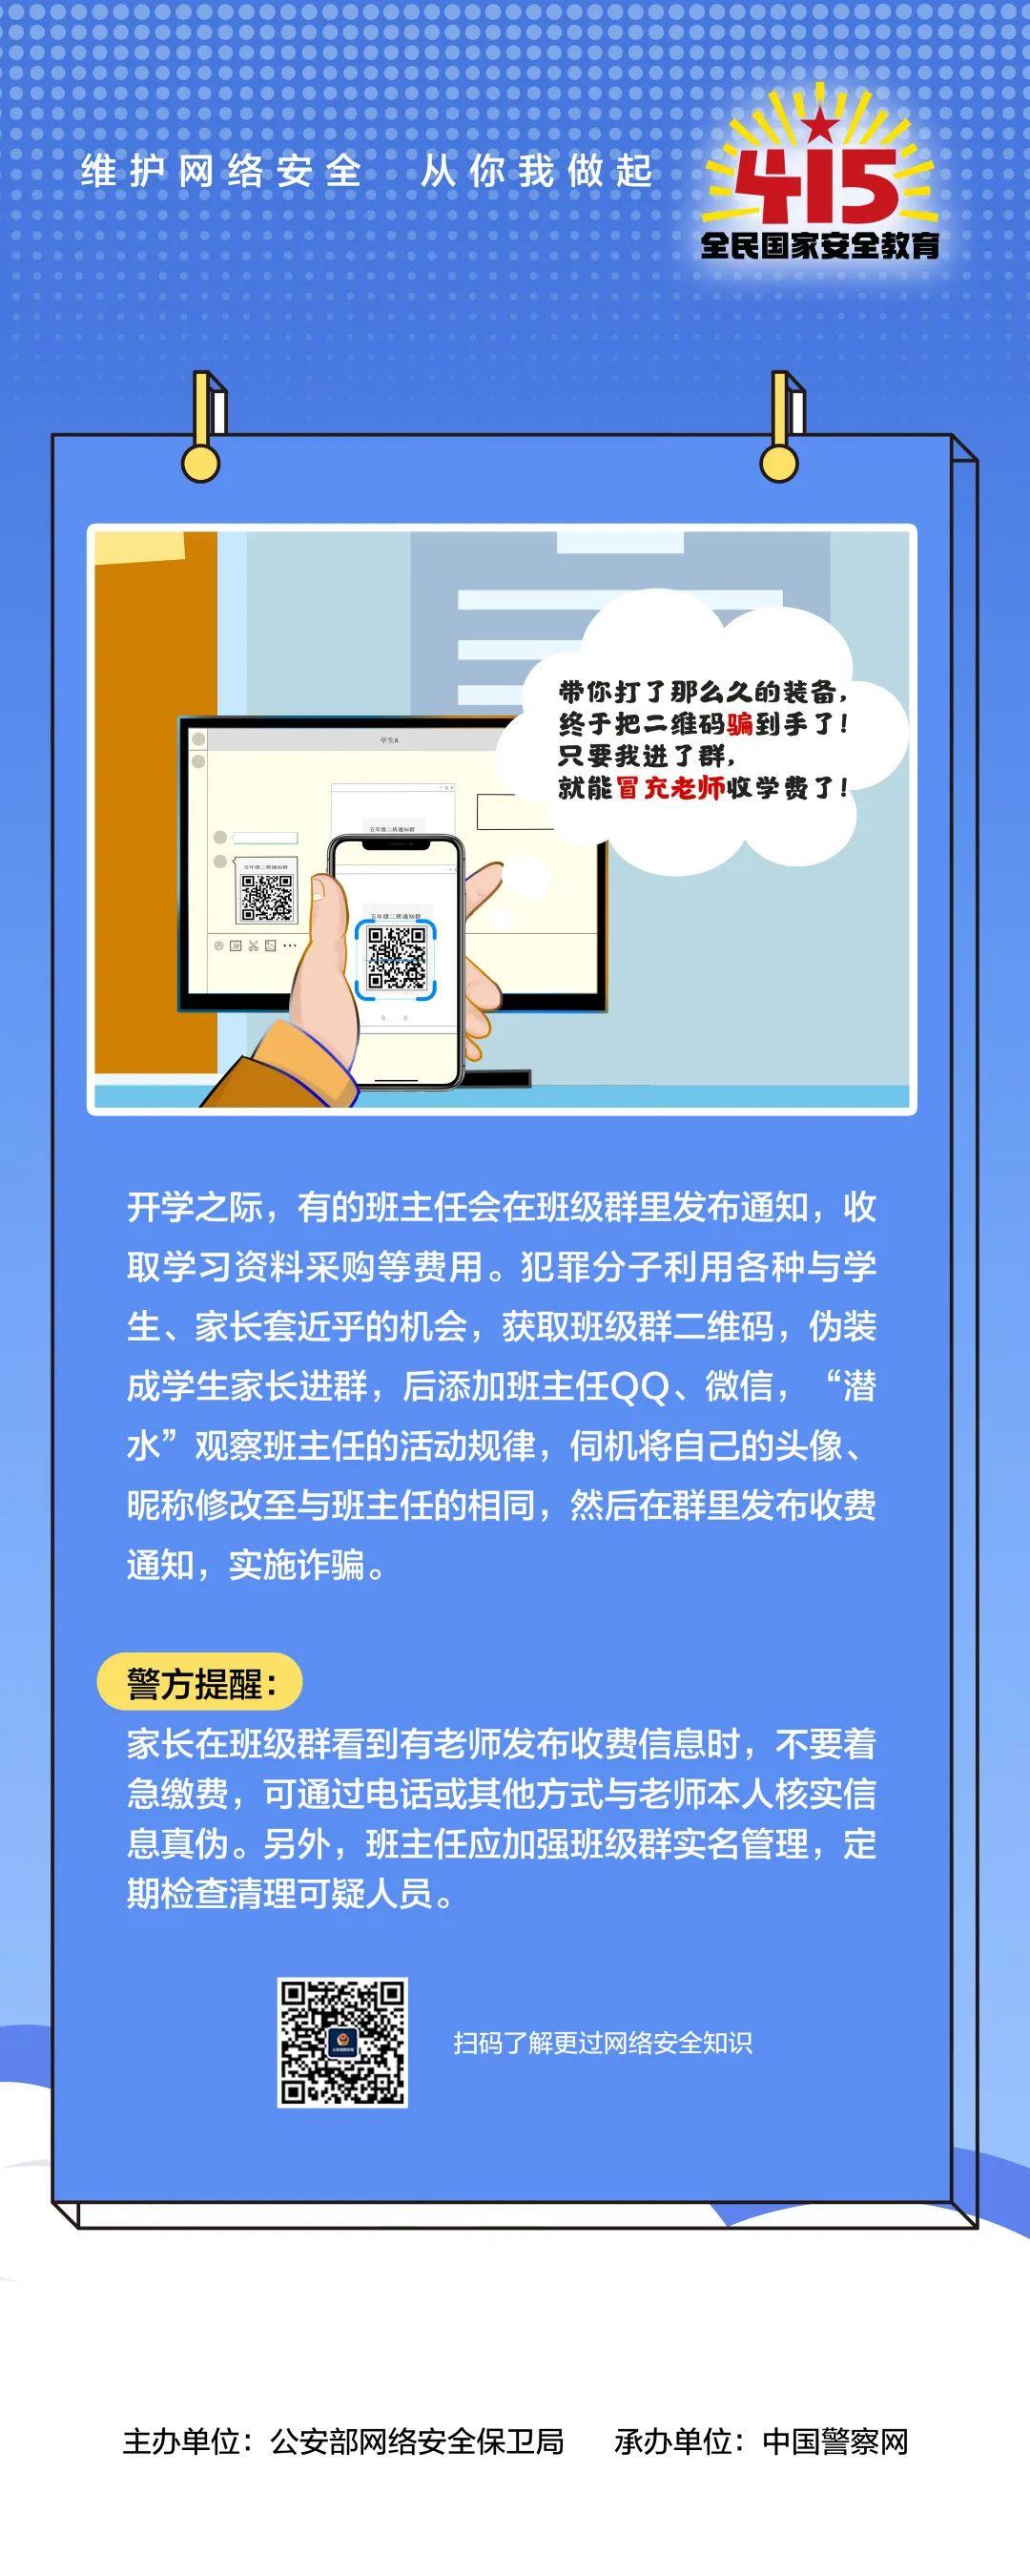 维护网络安全 从你我做起
415
全民国家安全教育
带你打了那么久的装备，
终于把二维码骗到手了！
只要我进了群，
就能冒充老师收学费了！
学生A
五年级二班通知群
五年级二班通知群
五年级二班通知群
开学之际，有的班主任会在班级群里发布通知，收
取学习资料采购等费用。犯罪分子利用各种与学
生、家长套近乎的机会，获取班级群二维码，伪装
成学生家长进群，后添加班主任QQ、微信，“潜
水”观察班主任的活动规律，伺机将自己的头像、
昵称修改至与班主任的相同，然后在群里发布收费
通知，实施诈骗。
警方提醒：
家长在班级群看到有老师发布收费信息时，不要着
急缴费，可通过电话或其他方式与老师本人核实信
息真伪。另外，班主任应加强班级群实名管理，定
期检查清理可疑人员。
扫码了解更过网络安全知识
主办单位：公安部网络安全保卫局 承办单位：中国警察网